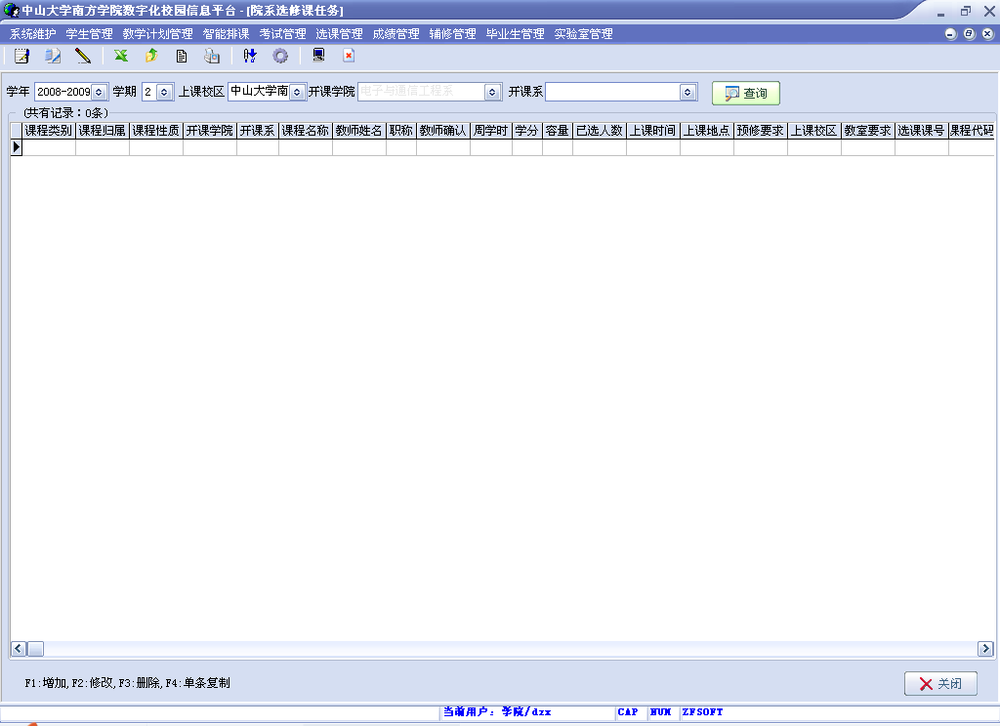 中山大学南方学院数字化校园信息平台 - [院系选修课任务]
系统维护 学生管理 教学计划管理 智能排课 考试管理 选课管理 成绩管理 辅修管理 毕业生管理 实验室管理
学年 2008-2009 学期 2 上课校区 中山大学南 开课学院 电子与通信工程系 开课系 查询
(共有记录：0条)
课程类别 课程归属 课程性质 开课学院 开课系 课程名称 教师姓名 职称 教师确认 周学时 学分 容量 已选人数 上课时间 上课地点 预修要求 上课校区 教室要求 选课课号 课程代码
F1:增加,F2:修改,F3:删除,F4:单条复制 关闭
当前用户：学院/dzx CAP NUM ZFSOFT